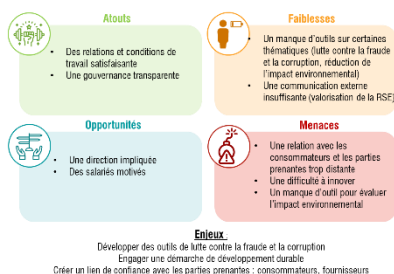 Atouts
• Des relations et conditions de
travail satisfaisante
• Une gouvernance transparente
Faiblesses
• Un manque d'outils sur certaines
thématiques (lutte contre la fraude
et la corruption, réduction de
l'impact environnemental)
• Une communication externe
insuffisante (valorisation de la RSE)
Opportunités
• Une direction impliquée
• Des salariés motivés
Menaces
• Une relation avec les
consommateurs et les parties
prenantes trop distante
• Une difficulté à innover
• Un manque d'outil pour évaluer
l'impact environnemental
Enjeux :
Développer des outils de lutte contre la fraude et la corruption
Engager une démarche de développement durable
Créer un lien de confiance avec les parties prenantes : consommateurs, fournisseurs